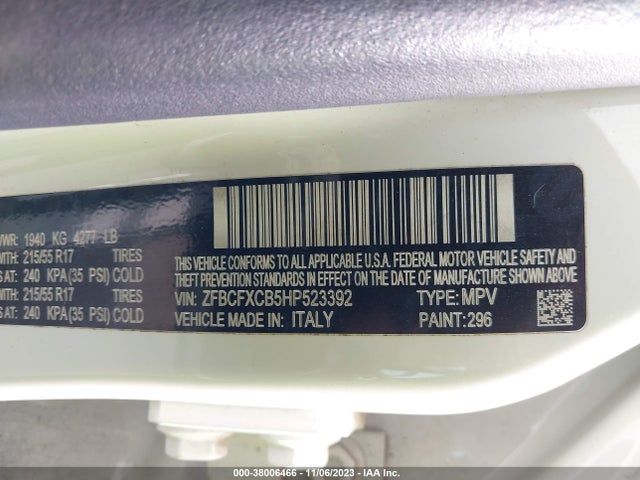 VWR: 1940 KG 4277 LB
THIS VEHICLE CONFORMS TO ALL APPLICABLE U.S.A. FEDERAL MOTOR VEHICLE SAFETY AND
THEFT PREVENTION STANDARDS IN EFFECT ON THE DATE OF MANUFACTURE SHOWN ABOVE.
VIN: ZFBCFXCB5HP523392 TYPE: MPV
VEHICLE MADE IN: ITALY PAINT: 296
ITH: 215/55 R17 TIRES
S AT: 240 KPA (35 PSI) COLD
ITH: 215/55 R17 TIRES
S AT: 240 KPA (35 PSI) COLD
000-38006466 - 11/06/2023 - IAA Inc.